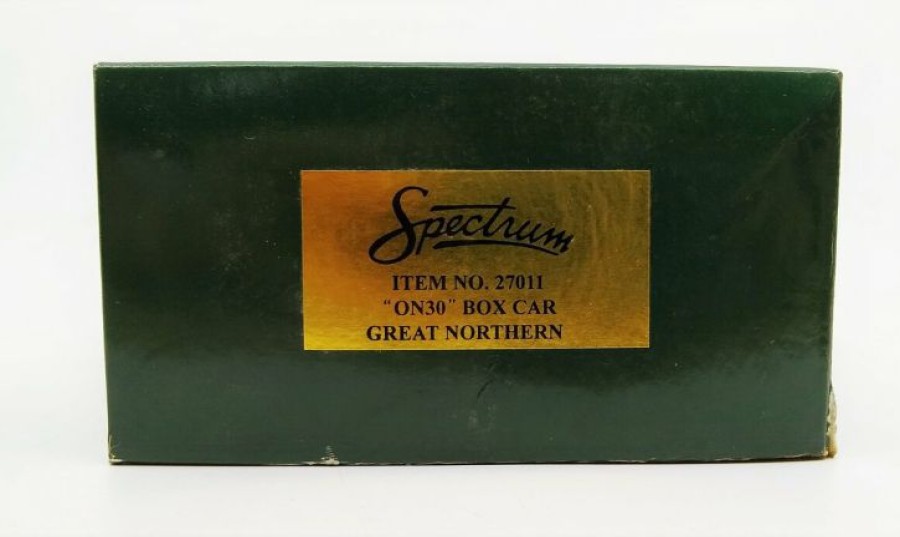 Spectrum
ITEM NO. 27011
"ON30" BOX CAR
GREAT NORTHERN